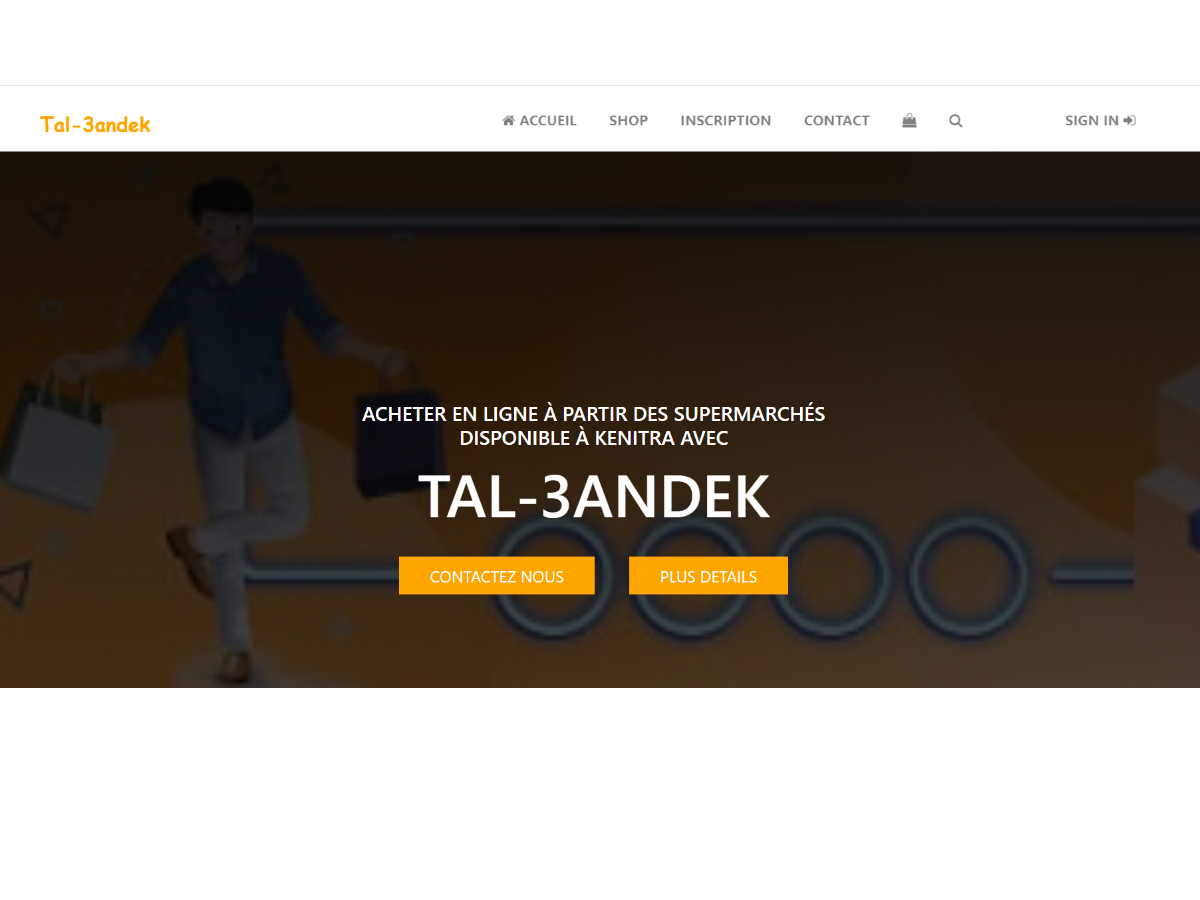 Tal-3andek
ACCUEIL SHOP INSCRIPTION CONTACT SIGN IN
ACHETER EN LIGNE À PARTIR DES SUPERMARCHÉS
DISPONIBLE À KENITRA AVEC
TAL-3ANDEK
CONTACTEZ NOUS PLUS DETAILS